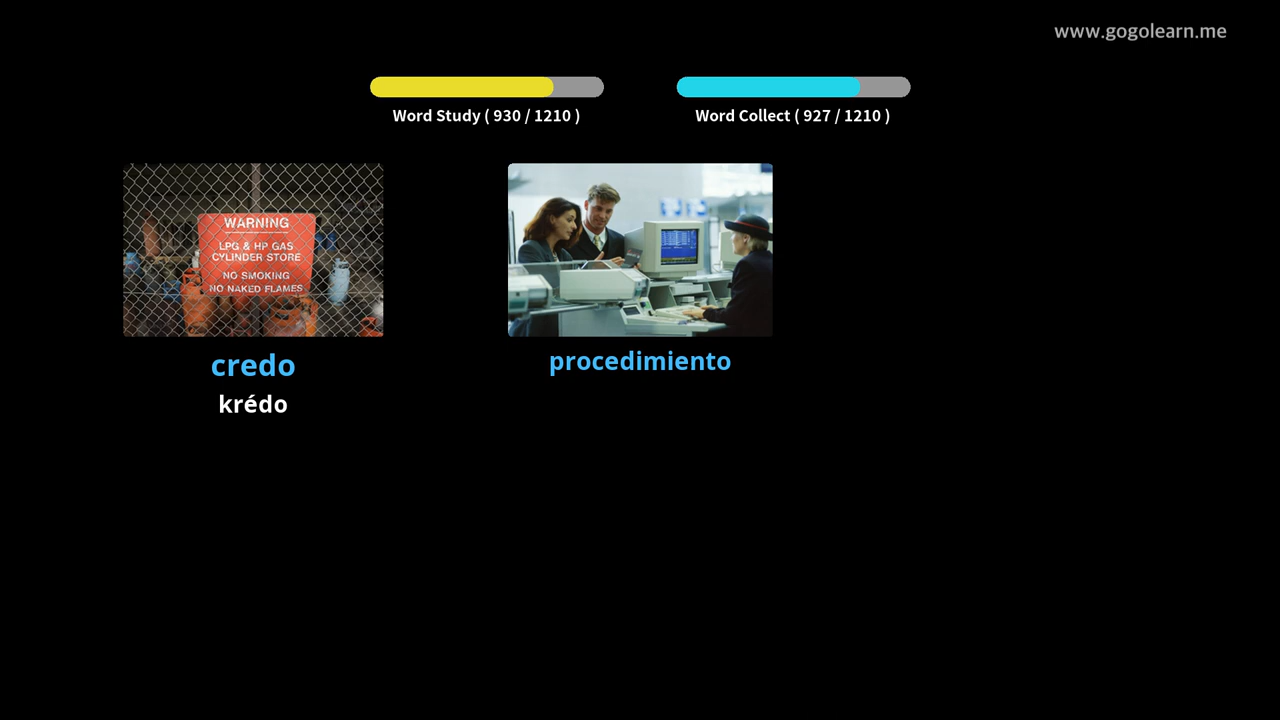 www.gogolearn.me
Word Study ( 930 / 1210 )
Word Collect ( 927 / 1210 )
WARNING
LPG & HP GAS
CYLINDER STORE
NO SMOKING
NO NAKED FLAMES
credo
krédo
procedimiento